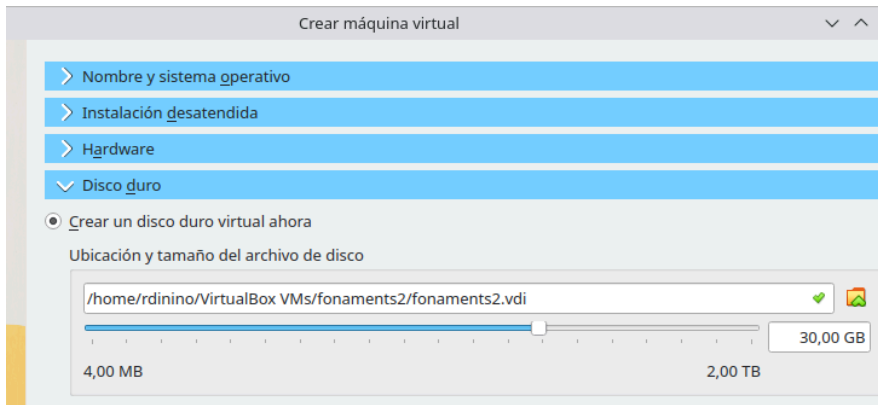 Crear máquina virtual
Nombre y sistema operativo
Instalación desatendida
Hardware
Disco duro
Crear un disco duro virtual ahora
Ubicación y tamaño del archivo de disco
/home/rdinino/VirtualBox VMs/fonaments2/fonaments2.vdi
30,00 GB
4,00 MB 2,00 TB